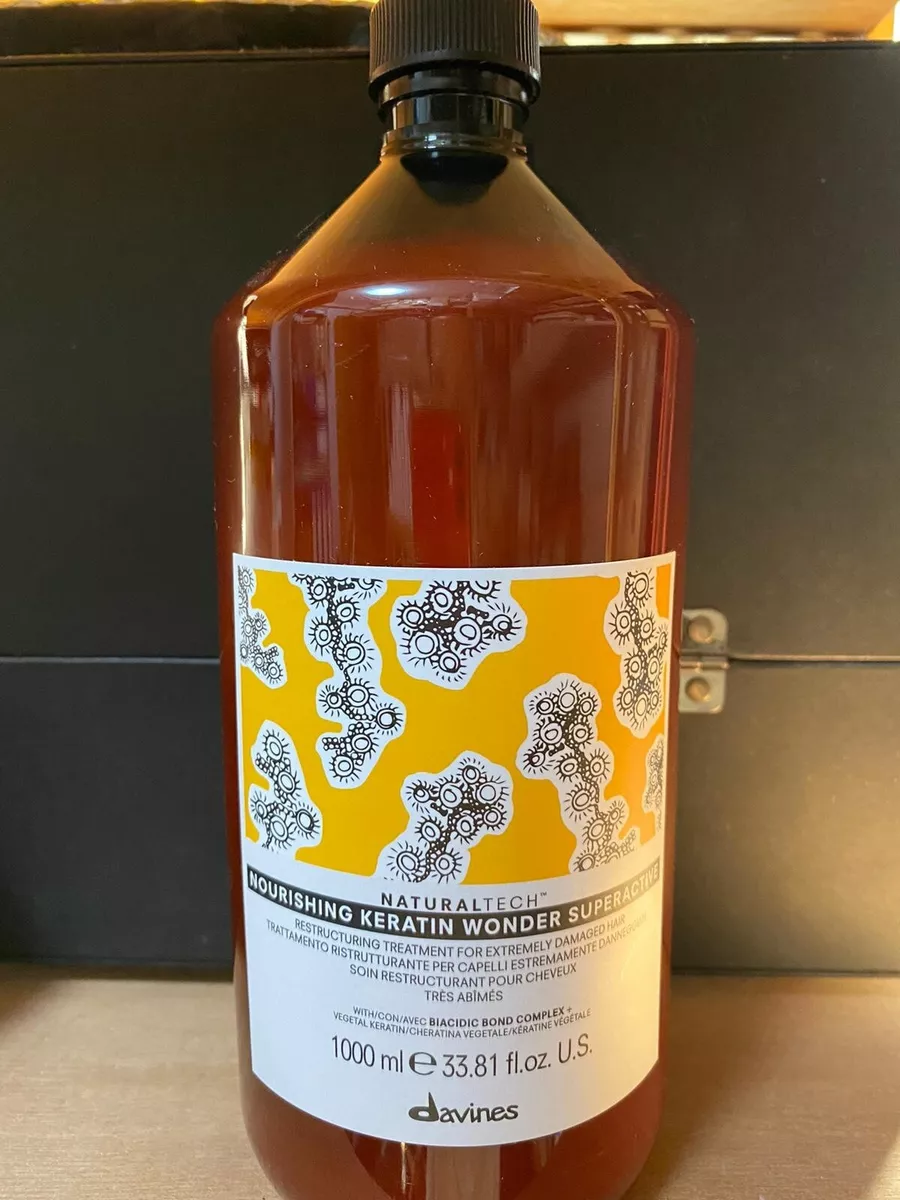 NATURALTECH™
NOURISHING KERATIN WONDER SUPERACTIVE
RESTRUCTURING TREATMENT FOR EXTREMELY DAMAGED HAIR
TRATTAMENTO RISTRUTTURANTE PER CAPELLI ESTREMAMENTE DANNEGGIATI
SOIN RESTRUCTURANT POUR CHEVEUX
TRÈS ABÎMÉS
WITH/CON/AVEC BIACIDIC BOND COMPLEX +
VEGETAL KERATIN/CHERATINA VEGETALE/KÉRATINE VÉGÉTALE
1000 ml ℮ 33.81 fl.oz. U.S.
davines